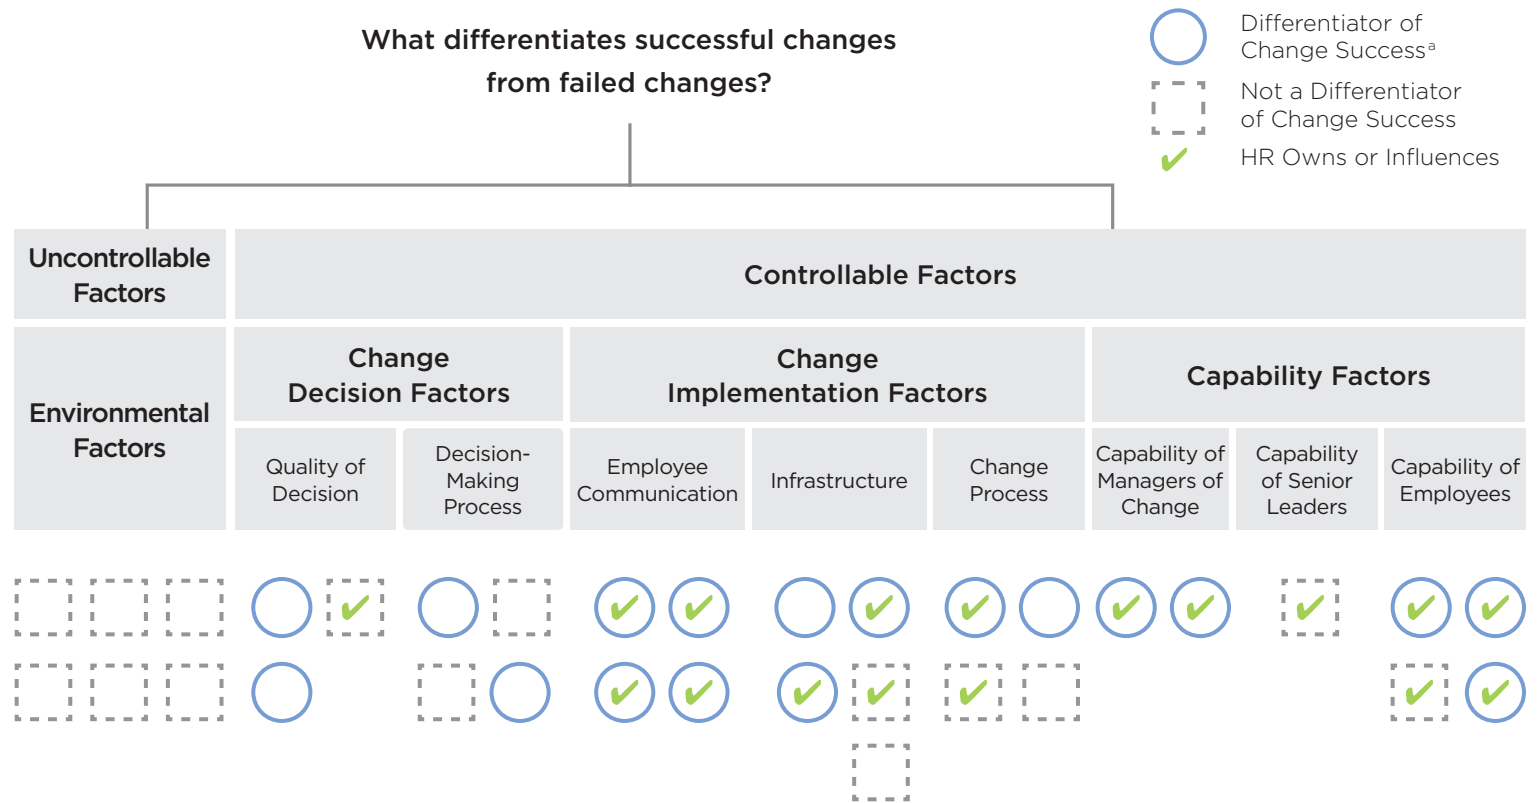 What differentiates successful changes
from failed changes?
Differentiator of
Change Successᵃ
Not a Differentiator
of Change Success
HR Owns or Influences
Uncontrollable
Factors
Controllable Factors
Environmental
Factors
Change
Decision Factors
Change
Implementation Factors
Capability Factors
Quality of
Decision
Decision-
Making
Process
Employee
Communication
Infrastructure
Change
Process
Capability of
Managers of
Change
Capability
of Senior
Leaders
Capability of
Employees